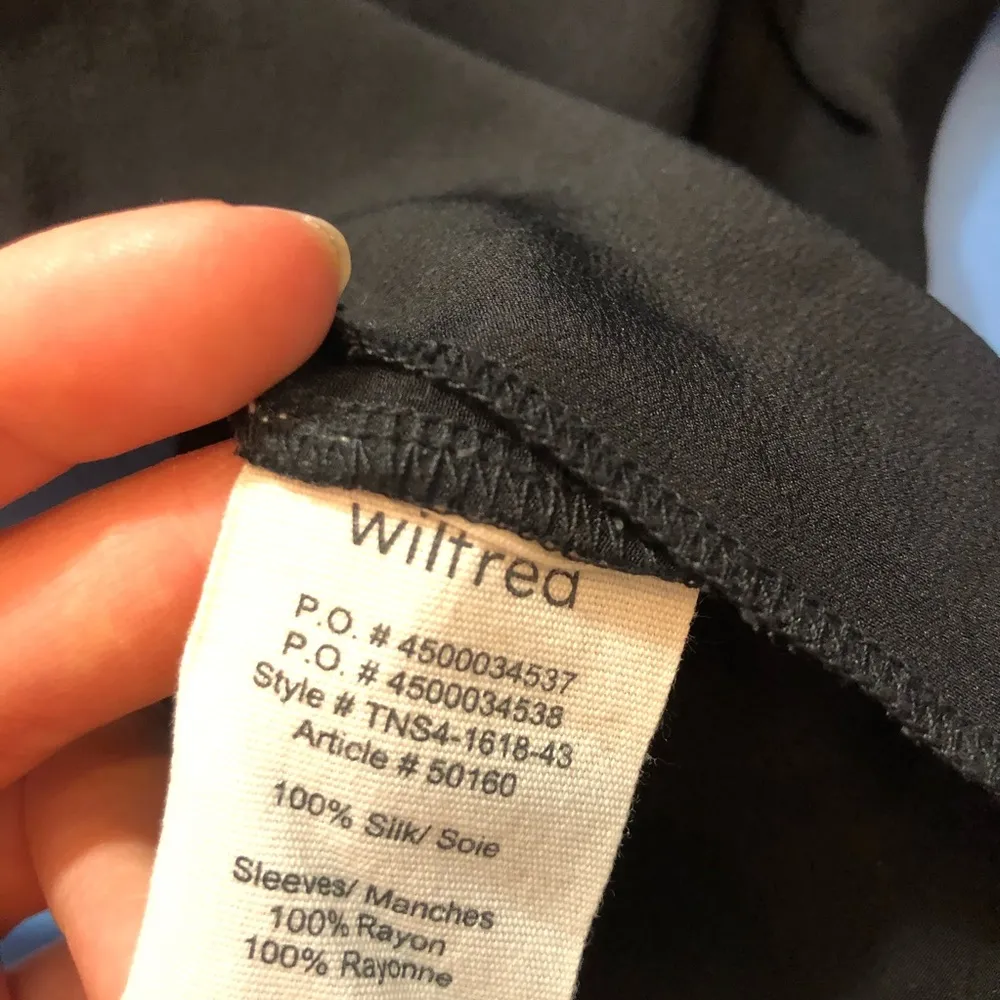 wilfred
P.O. # 4500034537
P.O. # 4500034538
Style # TNS4-1618-43
Article # 50160
100% Silk/ Soie
Sleeves/ Manches
100% Rayon
100% Rayonne